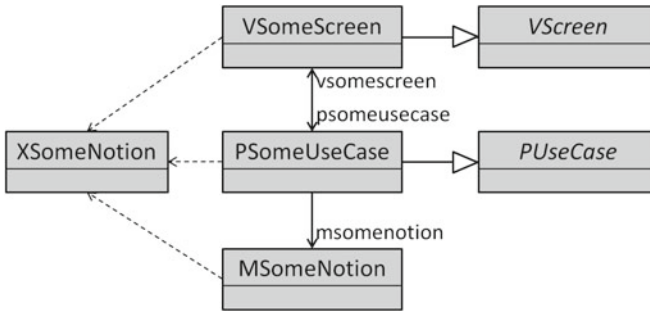 VSomeScreen
VScreen
vsomescreen
psomeusecase
XSomeNotion
PSomeUseCase
PUseCase
msomenotion
MSomeNotion